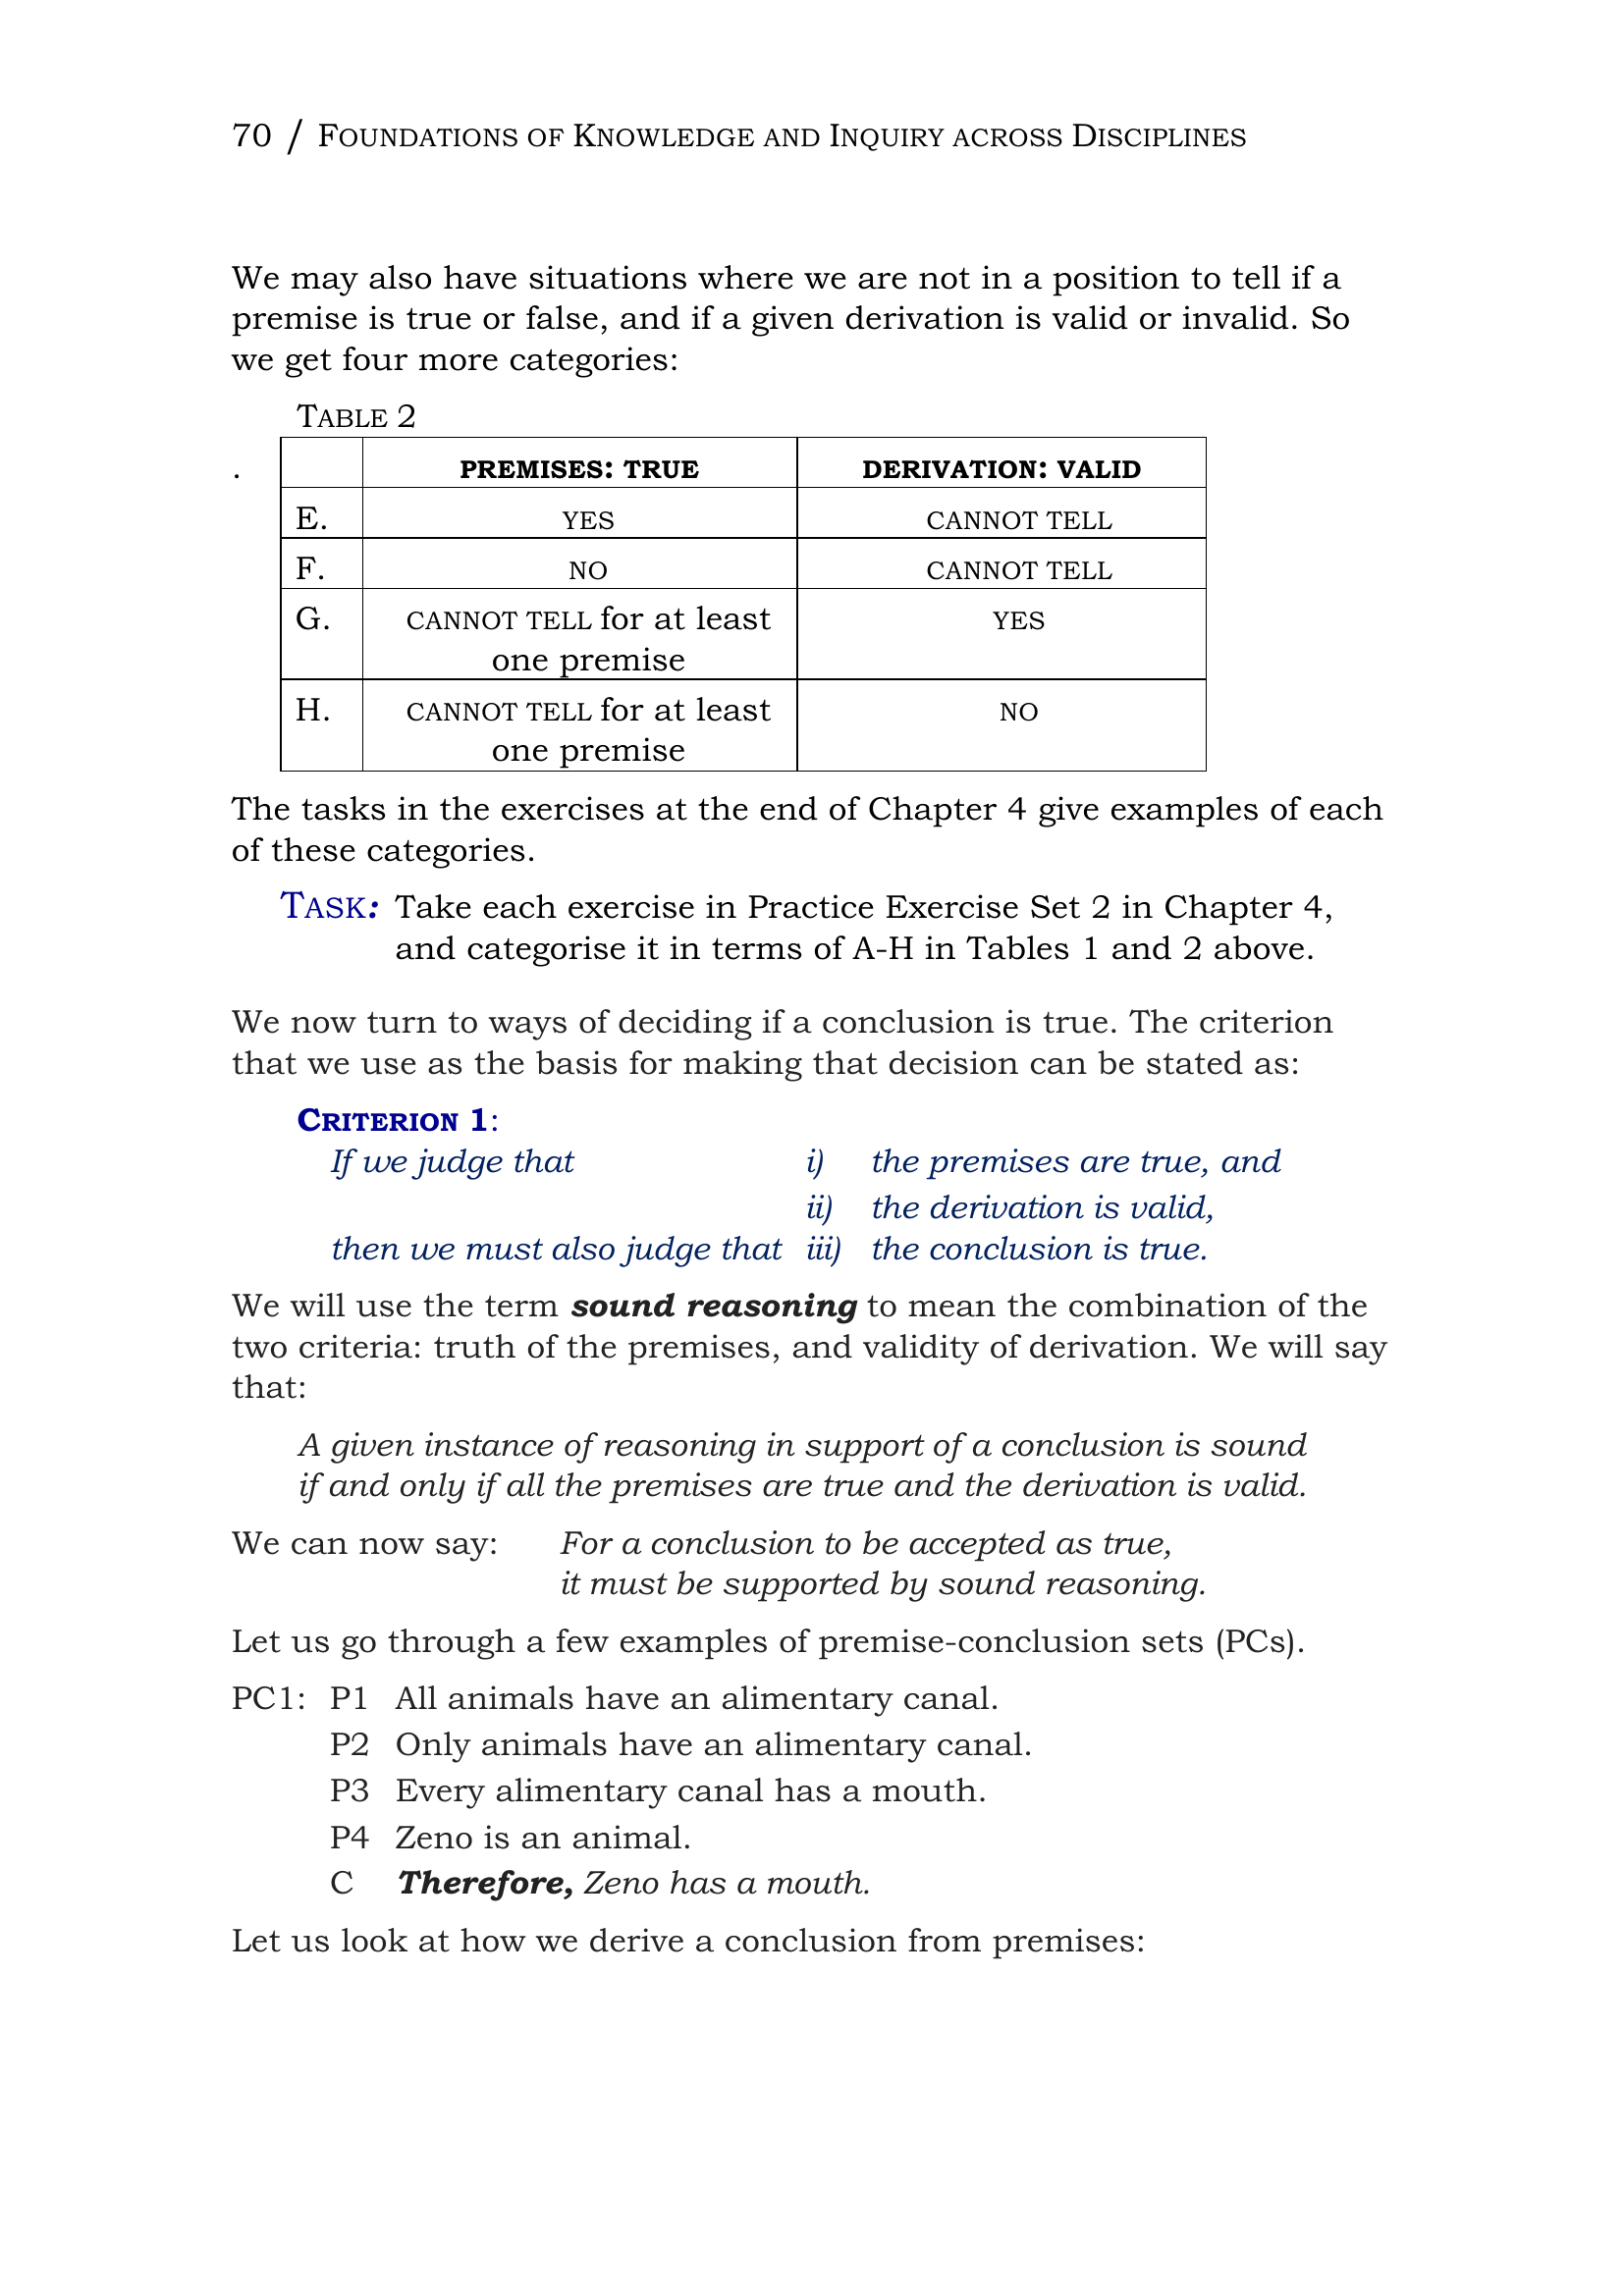 70 / FOUNDATIONS OF KNOWLEDGE AND INQUIRY ACROSS DISCIPLINES
We may also have situations where we are not in a position to tell if a
premise is true or false, and if a given derivation is valid or invalid. So
we get four more categories:
TABLE 2
.
PREMISES: TRUE DERIVATION: VALID
E. YES CANNOT TELL
F. NO CANNOT TELL
G. CANNOT TELL for at least YES
one premise
H. CANNOT TELL for at least NO
one premise
The tasks in the exercises at the end of Chapter 4 give examples of each
of these categories.
TASK: Take each exercise in Practice Exercise Set 2 in Chapter 4,
and categorise it in terms of A-H in Tables 1 and 2 above.
We now turn to ways of deciding if a conclusion is true. The criterion
that we use as the basis for making that decision can be stated as:
CRITERION 1:
If we judge that i) the premises are true, and
ii) the derivation is valid,
then we must also judge that iii) the conclusion is true.
We will use the term sound reasoning to mean the combination of the
two criteria: truth of the premises, and validity of derivation. We will say
that:
A given instance of reasoning in support of a conclusion is sound
if and only if all the premises are true and the derivation is valid.
We can now say: For a conclusion to be accepted as true,
it must be supported by sound reasoning.
Let us go through a few examples of premise-conclusion sets (PCs).
PC1: P1 All animals have an alimentary canal.
P2 Only animals have an alimentary canal.
P3 Every alimentary canal has a mouth.
P4 Zeno is an animal.
C Therefore, Zeno has a mouth.
Let us look at how we derive a conclusion from premises: